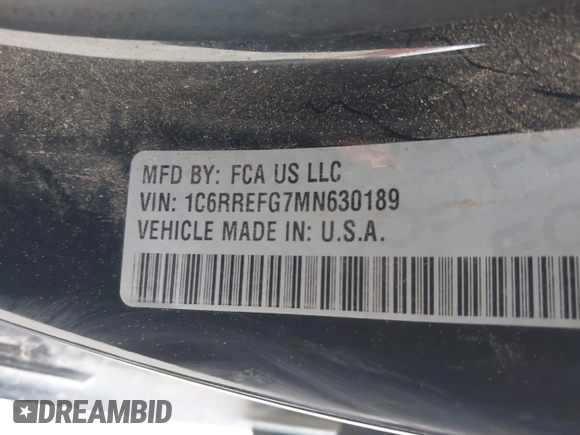 MFD BY: FCA US LLC
VIN: 1C6RREFG7MN630189
VEHICLE MADE IN: U.S.A.
DREAMBID